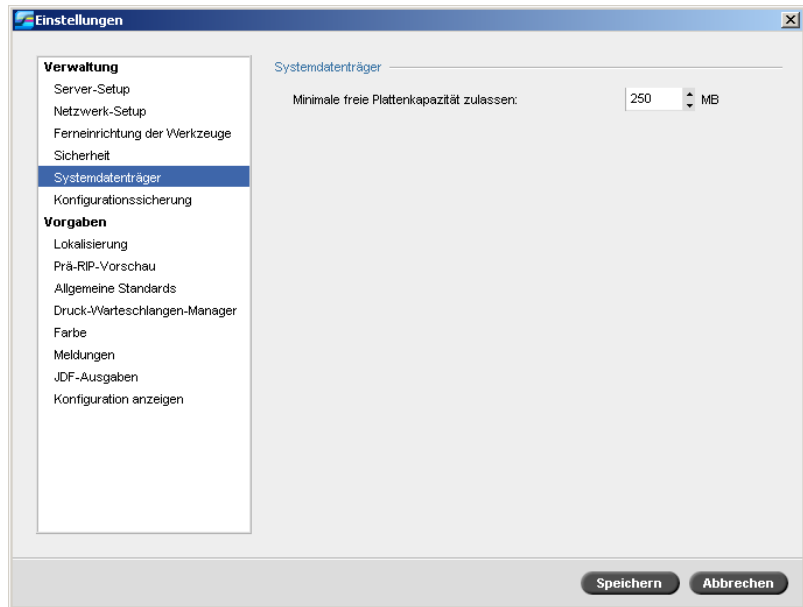 Einstellungen
Verwaltung
Server-Setup
Netzwerk-Setup
Ferneinrichtung der Werkzeuge
Sicherheit
Systemdatenträger
Konfigurationssicherung
Vorgaben
Lokalisierung
Prä-RIP-Vorschau
Allgemeine Standards
Druck-Warteschlangen-Manager
Farbe
Meldungen
JDF-Ausgaben
Konfiguration anzeigen
Systemdatenträger
Minimale freie Plattenkapazität zulassen: 250 MB
Speichern Abbrechen